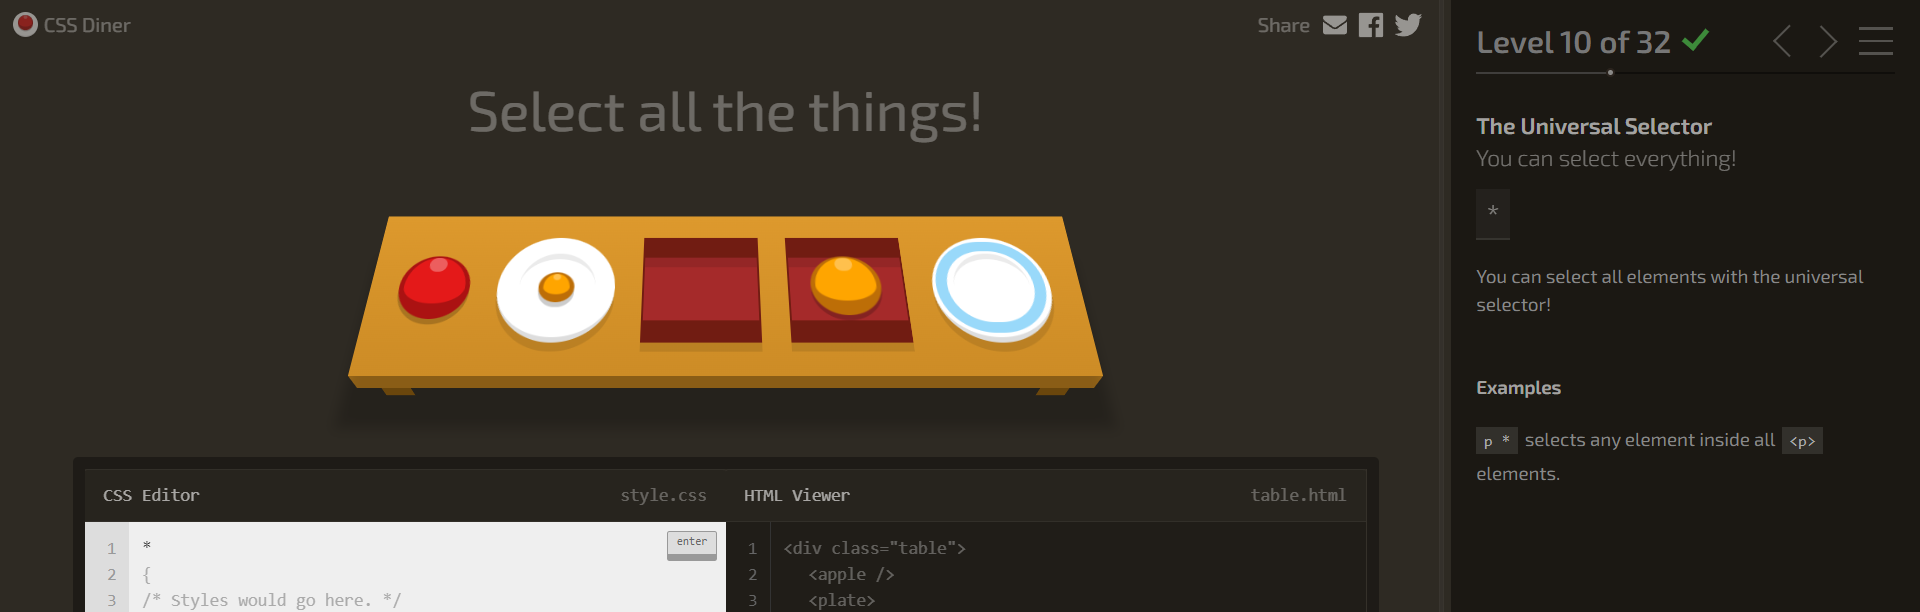 CSS Diner
Share
Select all the things!
CSS Editor style.css
HTML Viewer table.html
1 *
enter
2 {
3 /* Styles would go here. */
1 <div class="table">
2 <apple />
3 <plate>
Level 10 of 32
The Universal Selector
You can select everything!
*
You can select all elements with the universal
selector!
Examples
p * selects any element inside all <p>
elements.